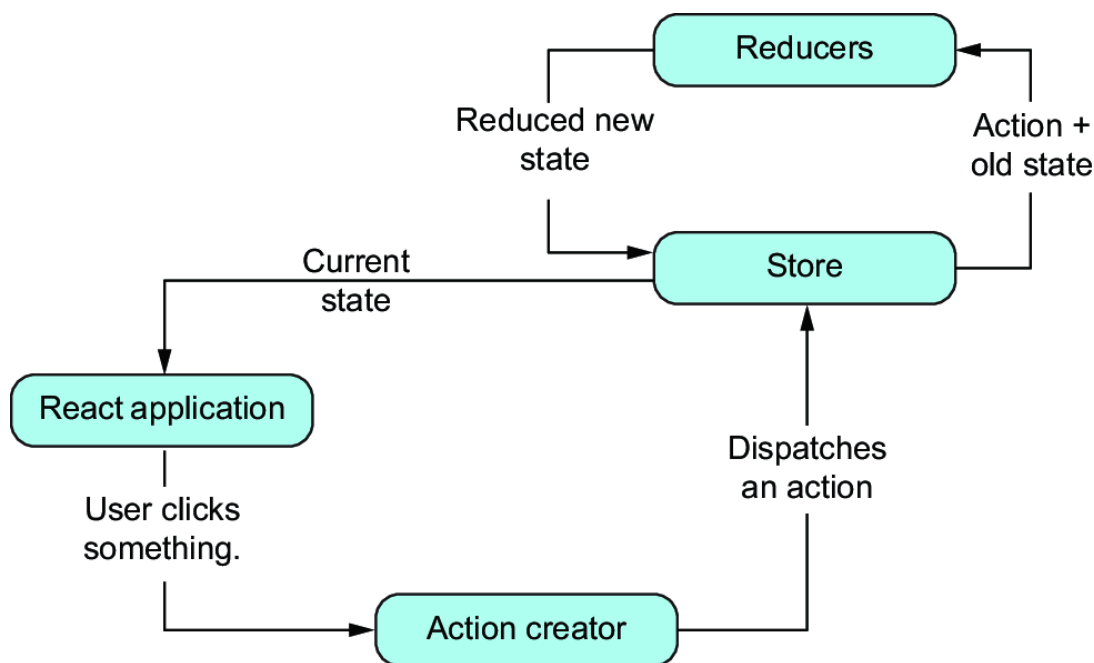 Reducers
Reduced new
state
Action +
old state
Store
Current
state
React application
Dispatches
an action
User clicks
something.
Action creator